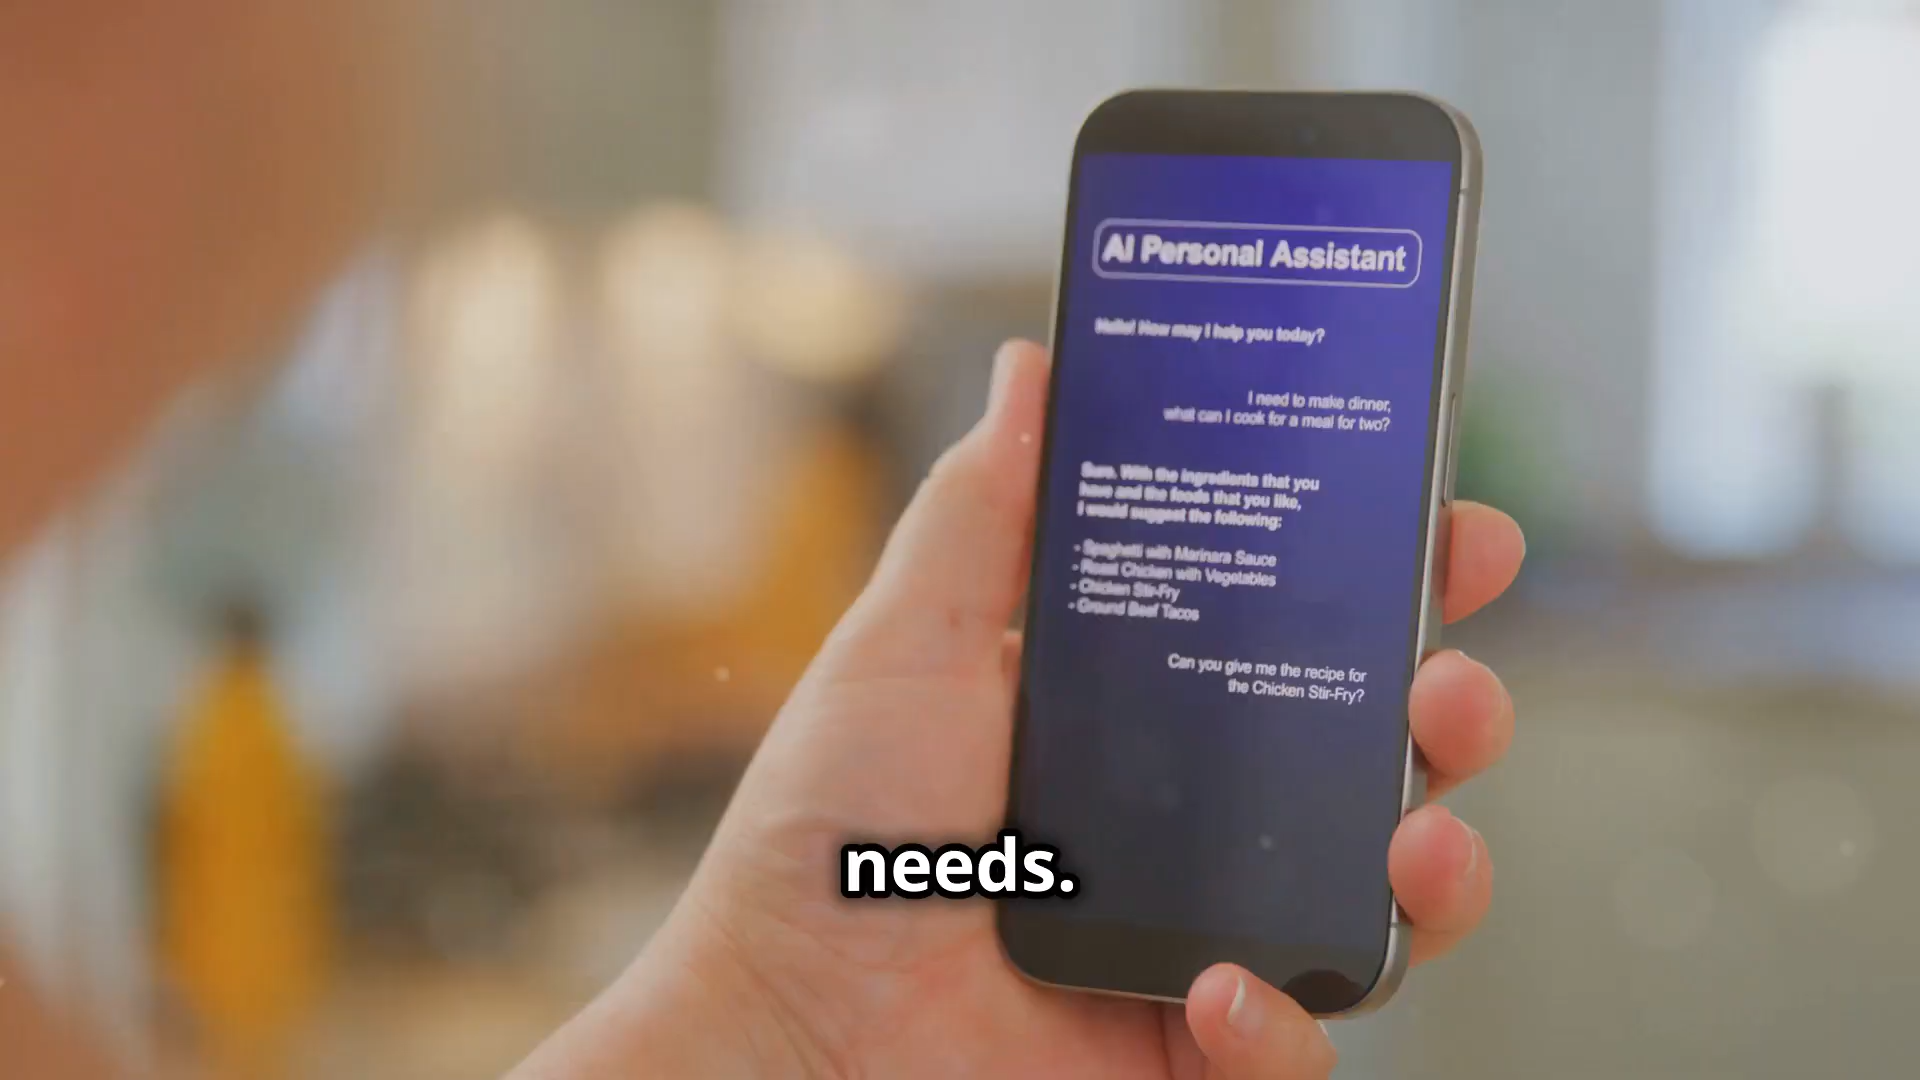 AI Personal Assistant
Hello! How may I help you today?
I need to make dinner,
what can I cook for a meal for two?
Sure. With the ingredients that you
have and the foods that you like,
I would suggest the following:
- Spaghetti with Marinara Sauce
- Roast Chicken with Vegetables
- Chicken Stir-Fry
- Ground Beef Tacos
Can you give me the recipe for
the Chicken Stir-Fry?
needs.